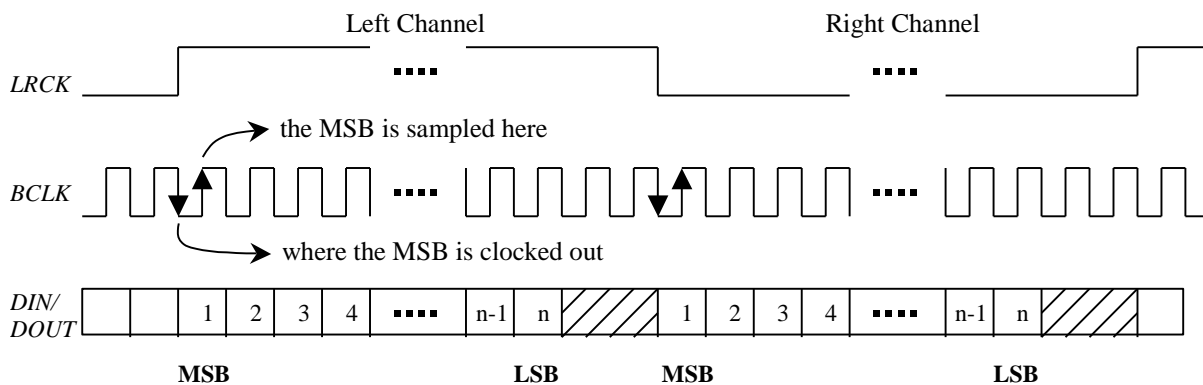 Left Channel Right Channel
LRCK
the MSB is sampled here
BCLK
where the MSB is clocked out
DIN/
DOUT
1 2 3 4 n-1 n 1 2 3 4 n-1 n
MSB LSB MSB LSB